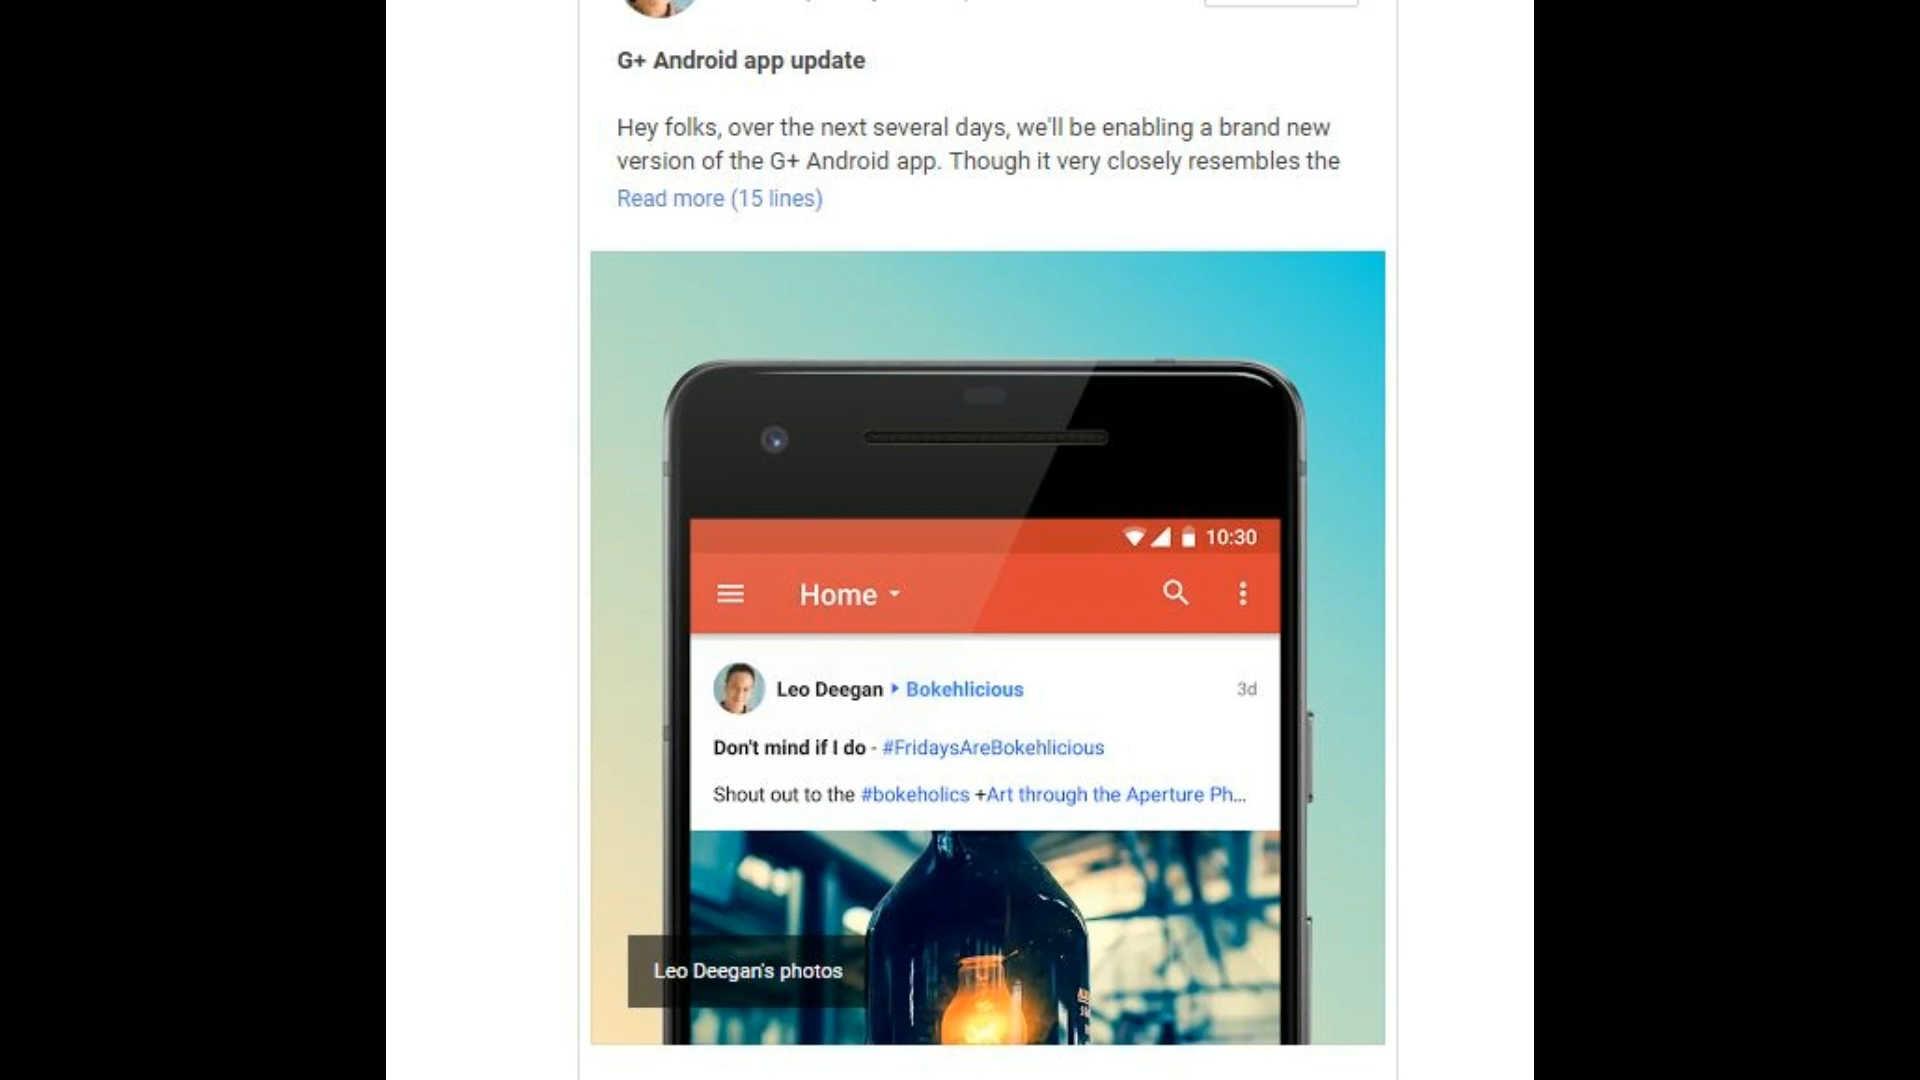 G+ Android app update
Hey folks, over the next several days, we'll be enabling a brand new
version of the G+ Android app. Though it very closely resembles the
Read more (15 lines)
10:30
Home
Leo Deegan Bokehlicious 3d
Don't mind if I do - #FridaysAreBokehlicious
Shout out to the #bokeholics +Art through the Aperture Ph...
Leo Deegan's photos